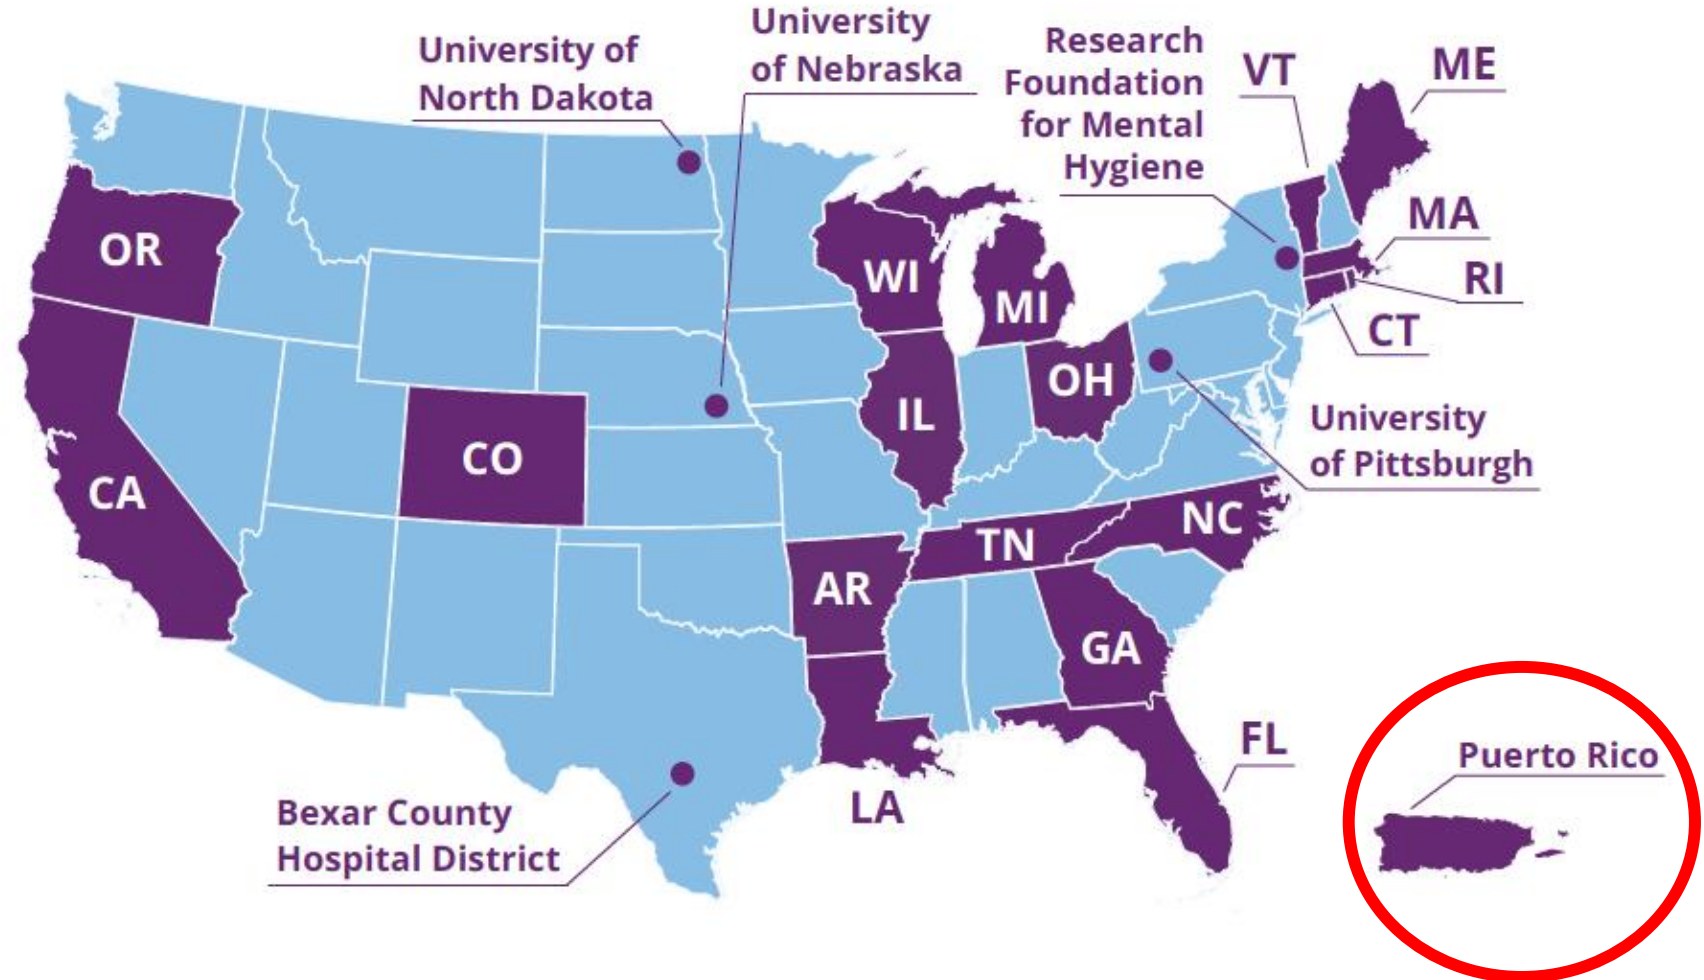 University of
North Dakota
University
of Nebraska
Research
Foundation
for Mental
Hygiene
VT
ME
MA
RI
CT
OR
WI
MI
OH
IL
CO
CA
University
of Pittsburgh
NC
TN
AR
GA
FL
LA
Bexar County
Hospital District
Puerto Rico